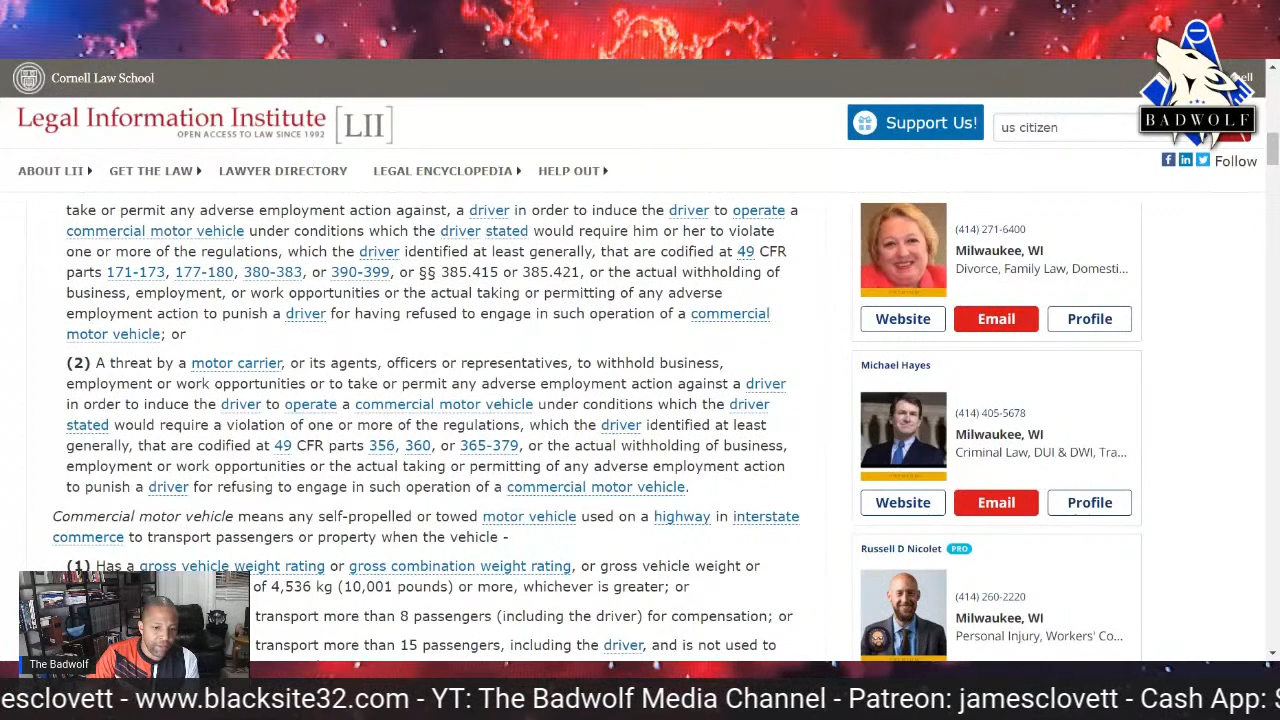 Cornell Law School
ell
BADWOLF
Legal Information Institute [LII]
OPEN ACCESS TO LAW SINCE 1992
Support Us!
us citizen
ABOUT LII GET THE LAW LAWYER DIRECTORY LEGAL ENCYCLOPEDIA HELP OUT
Follow
take or permit any adverse employment action against, a driver in order to induce the driver to operate a
commercial motor vehicle under conditions which the driver stated would require him or her to violate
one or more of the regulations, which the driver identified at least generally, that are codified at 49 CFR
parts 171-173, 177-180, 380-383, or 390-399, or §§ 385.415 or 385.421, or the actual withholding of
business, employment, or work opportunities or the actual taking or permitting of any adverse
employment action to punish a driver for having refused to engage in such operation of a commercial
motor vehicle; or
(2) A threat by a motor carrier, or its agents, officers or representatives, to withhold business,
employment or work opportunities or to take or permit any adverse employment action against a driver
in order to induce the driver to operate a commercial motor vehicle under conditions which the driver
stated would require a violation of one or more of the regulations, which the driver identified at least
generally, that are codified at 49 CFR parts 356, 360, or 365-379, or the actual withholding of business,
employment or work opportunities or the actual taking or permitting of any adverse employment action
to punish a driver for refusing to engage in such operation of a commercial motor vehicle.
Commercial motor vehicle means any self-propelled or towed motor vehicle used on a highway in interstate
commerce to transport passengers or property when the vehicle -
(1) Has a gross vehicle weight rating or gross combination weight rating, or gross vehicle weight or
of 4,536 kg (10,001 pounds) or more, whichever is greater; or
transport more than 8 passengers (including the driver) for compensation; or
transport more than 15 passengers, including the driver, and is not used to
(414) 271-6400
Milwaukee, WI
Divorce, Family Law, Domesti...
Website Email Profile
Michael Hayes
(414) 405-5678
Milwaukee, WI
Criminal Law, DUI & DWI, Tra...
Website Email Profile
Russell D Nicolet PRO
(414) 260-2220
Milwaukee, WI
Personal Injury, Workers' Co...
The Badwolf
esclovett - www.blacksite32.com - YT: The Badwolf Media Channel - Patreon: jamesclovett - Cash App: $